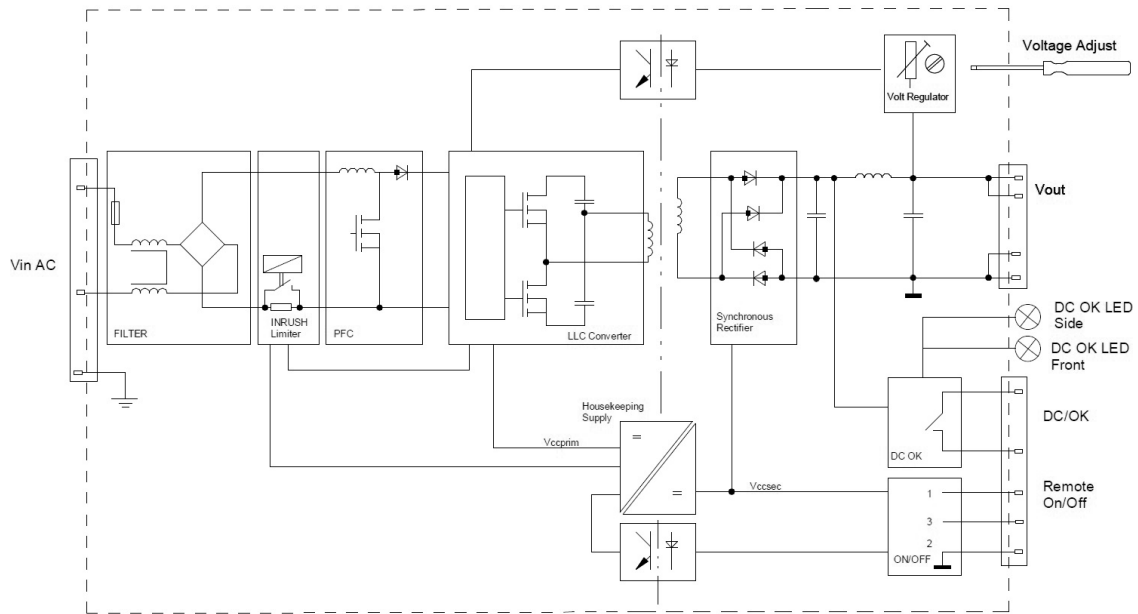 Voltage Adjust
Volt Regulator
Vout
Vin AC
FILTER
INRUSH
Limiter
PFC
LLC Converter
Synchronous
Rectifier
DC OK LED
Side
DC OK LED
Front
Housekeeping
Supply
Vccprim
DC OK
DC/OK
Vccsec
1
3
2
ON/OFF
Remote
On/Off